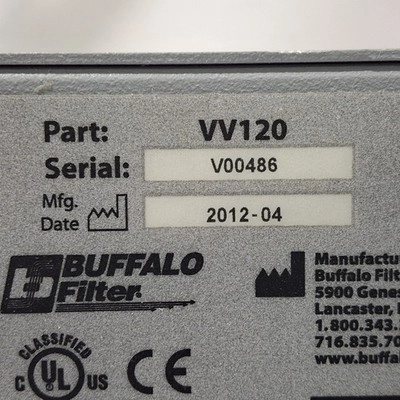 Part: VV120
Serial: V00486
Mfg. Date 2012-04
BUFFALO
Filter
Manufactu
Buffalo Filt
5900 Genes
Lancaster,
1.800.343.
716.835.70
www.buffa
CLASSIFIED
C UL US
CE